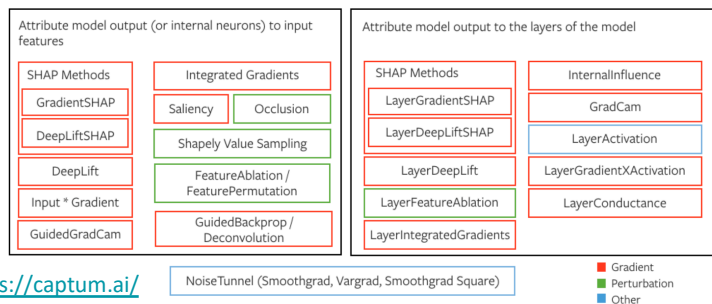 Attribute model output (or internal neurons) to input
features
SHAP Methods
GradientSHAP
DeepLiftSHAP
DeepLift
Input * Gradient
GuidedGradCam
Integrated Gradients
Saliency
Occlusion
Shapely Value Sampling
FeatureAblation /
FeaturePermutation
GuidedBackprop /
Deconvolution
Attribute model output to the layers of the model
SHAP Methods
LayerGradientSHAP
LayerDeepLiftSHAP
LayerDeepLift
LayerFeatureAblation
LayerIntegratedGradients
InternalInfluence
GradCam
LayerActivation
LayerGradientXActivation
LayerConductance
s://captum.ai/
NoiseTunnel (Smoothgrad, Vargrad, Smoothgrad Square)
Gradient
Perturbation
Other